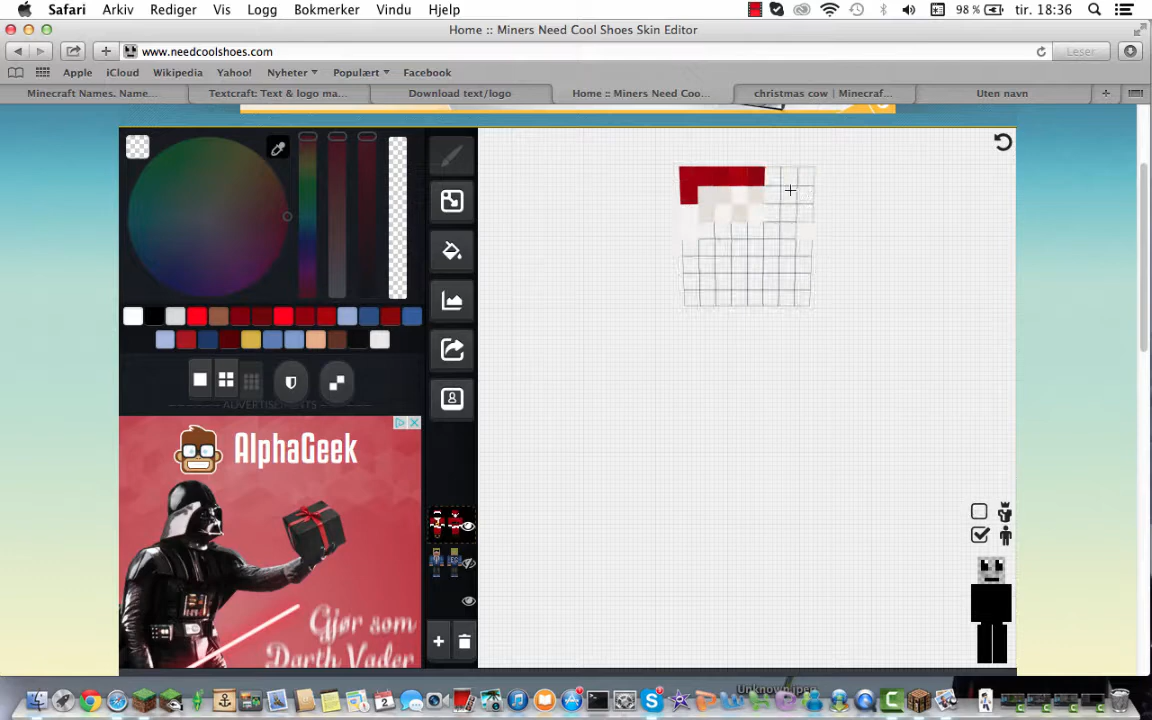 Safari Arkiv Rediger Vis Logg Bokmerker Vindu Hjelp 98 % tir. 18:36
Home :: Miners Need Cool Shoes Skin Editor
www.needcoolshoes.com Leser
Apple iCloud Wikipedia Yahoo! Nyheter Populært Facebook
Minecraft Names. Name... Textcraft: Text & logo ma... Download text/logo Home :: Miners Need Coo... christmas cow | Minecraf... Uten navn
ADVERTISEMENTS
AlphaGeek
Gjør som
Darth Vader
2